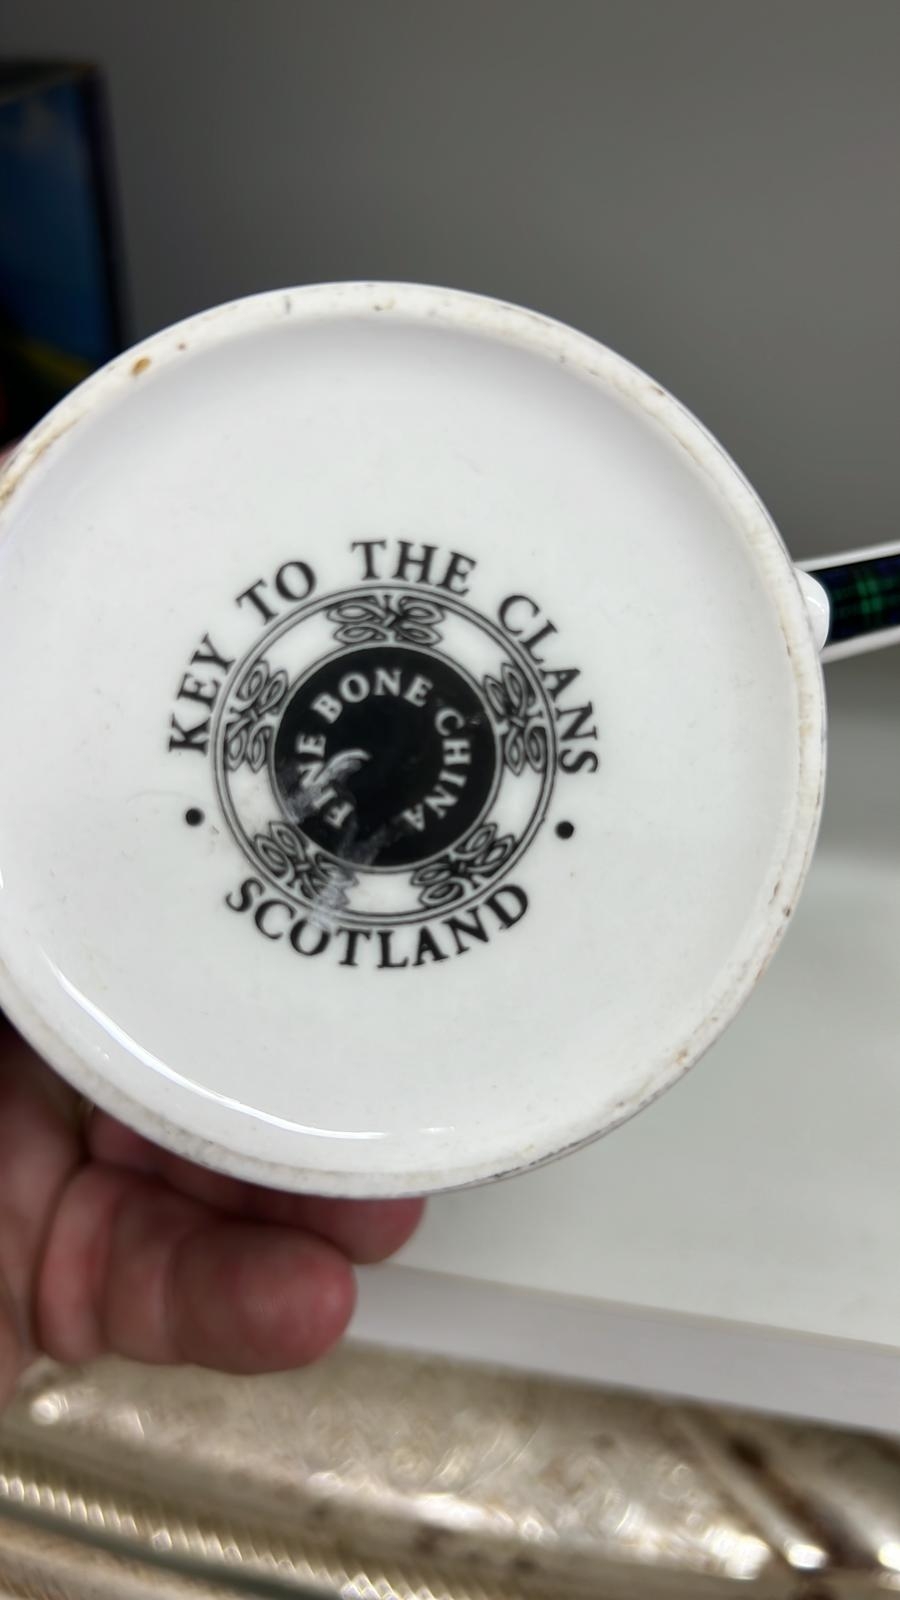 KEY TO THE CLANS
FINE BONE CHINA
SCOTLAND